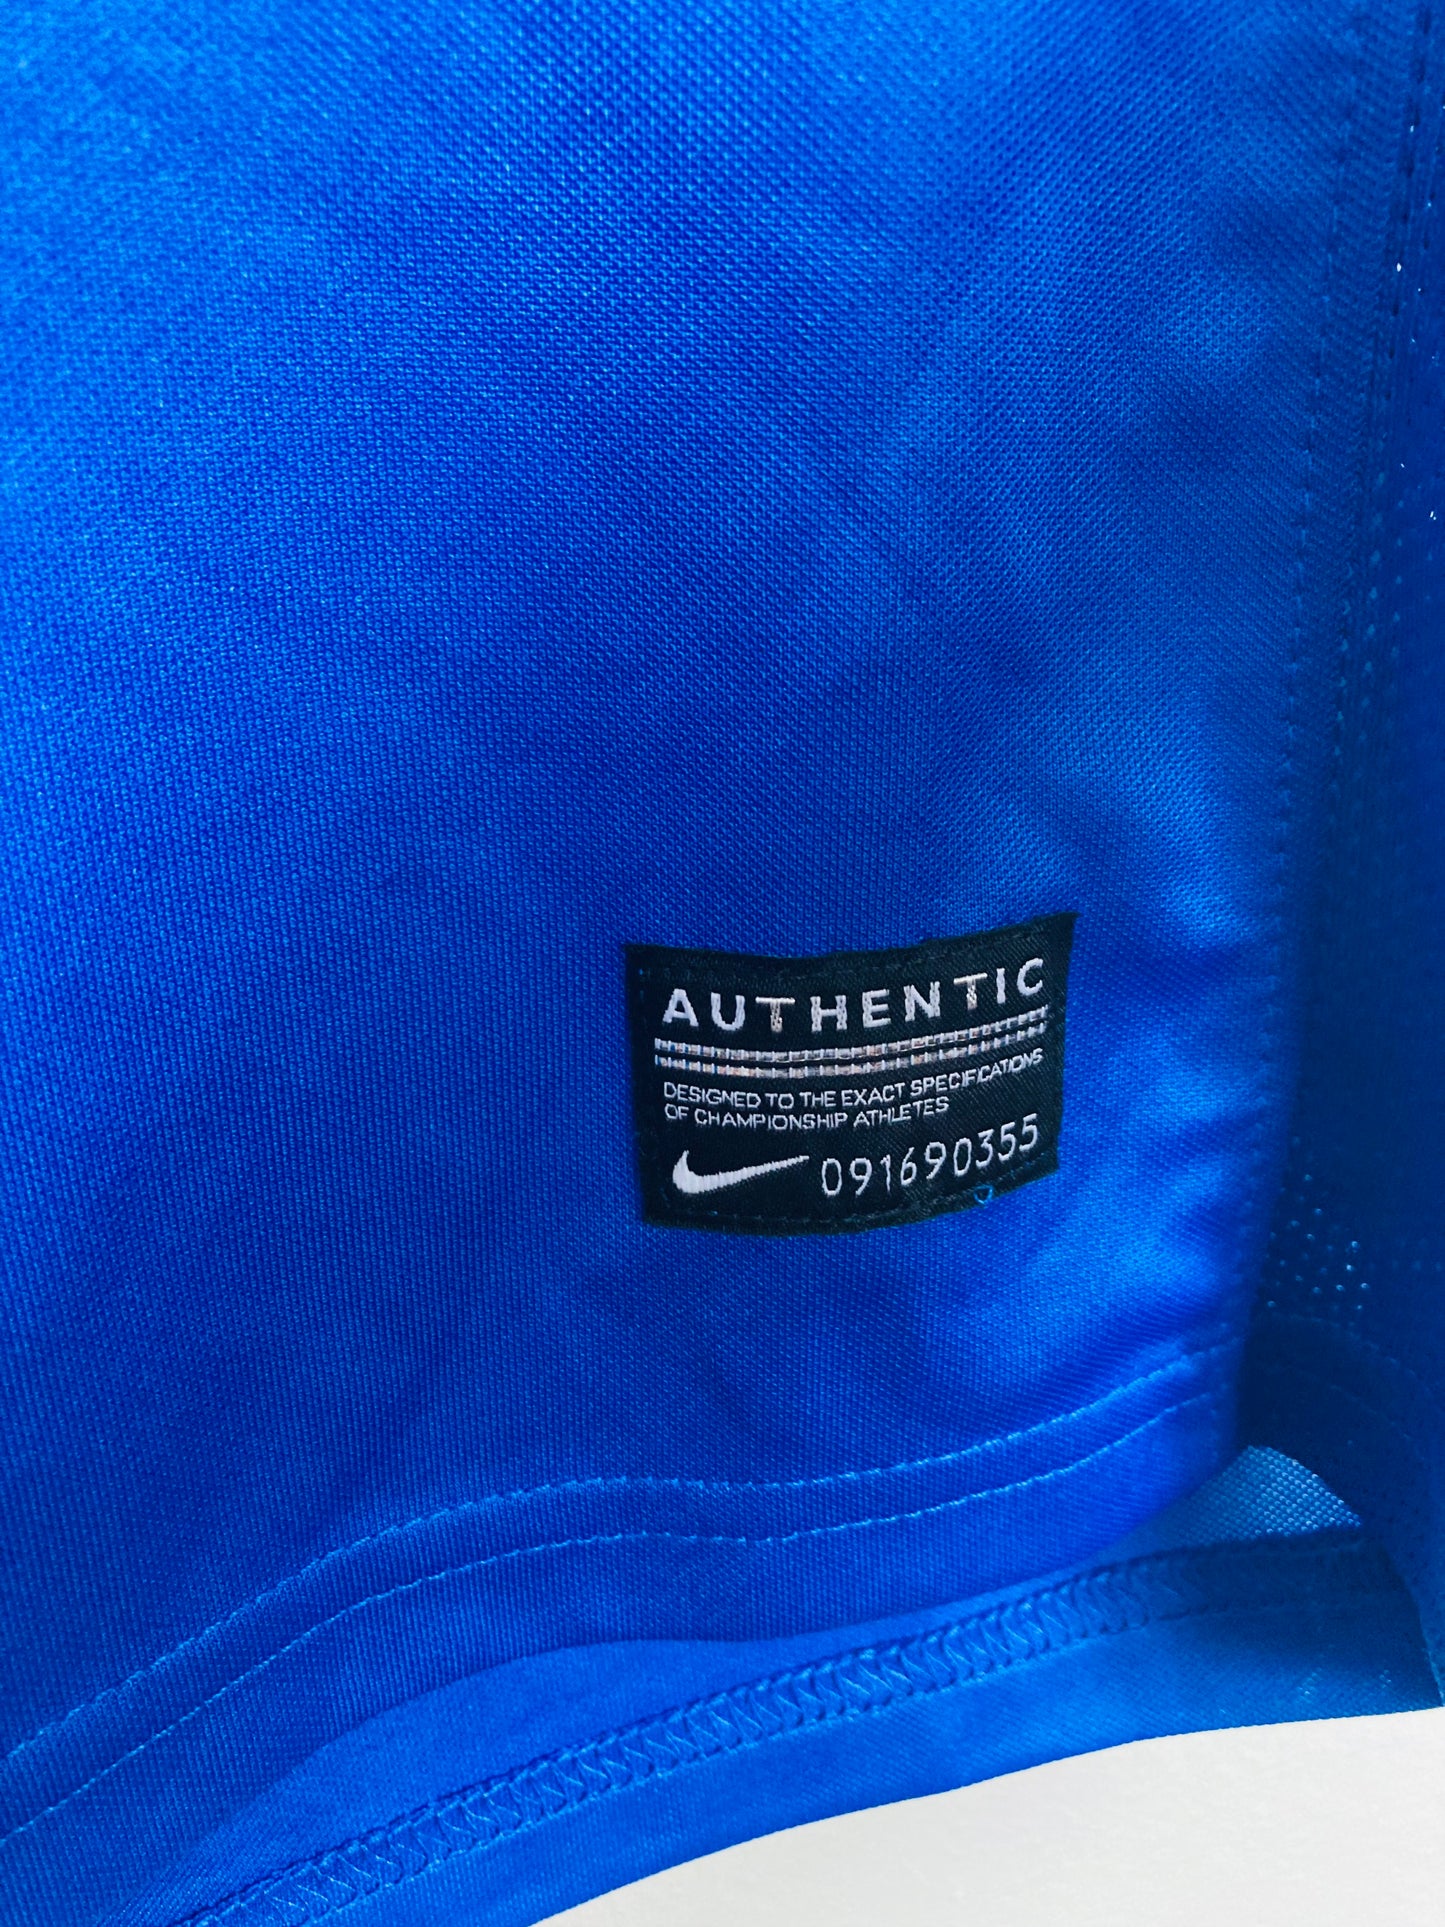 AUTHENTIC
DESIGNED TO THE EXACT SPECIFICATIONS
OF CHAMPIONSHIP ATHLETES
091690355